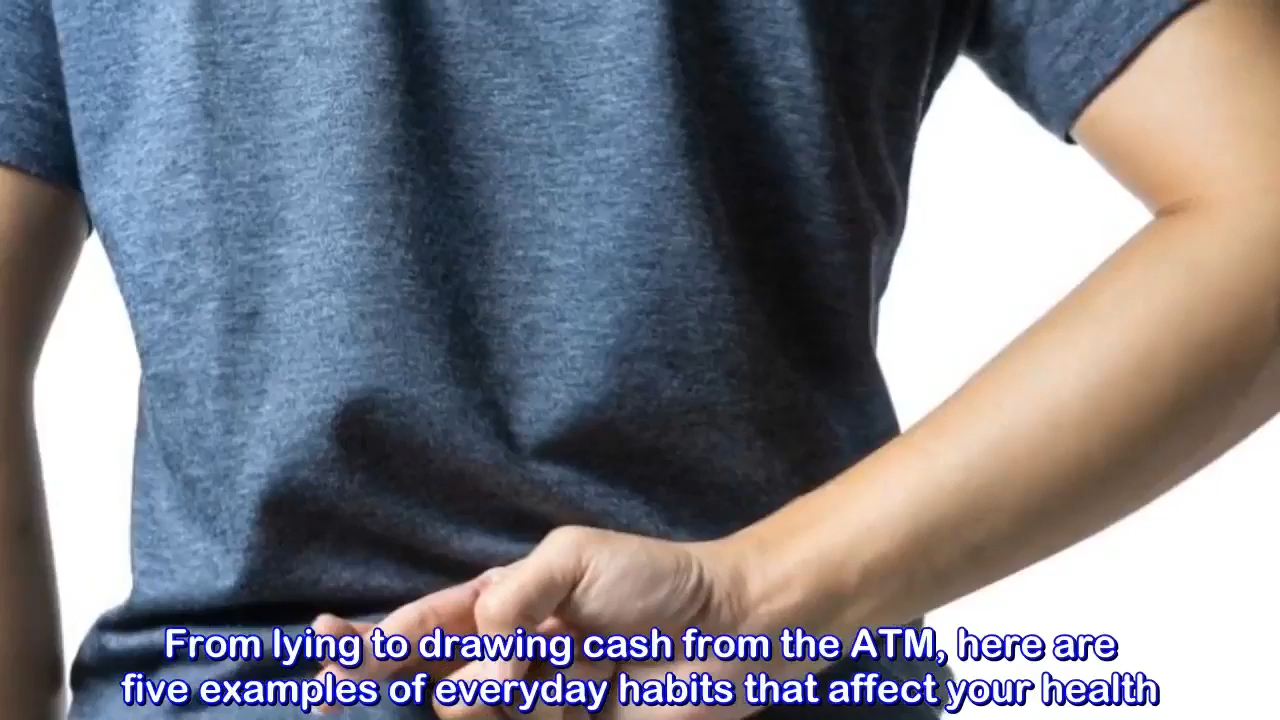 From lying to drawing cash from the ATM, here are
five examples of everyday habits that affect your health